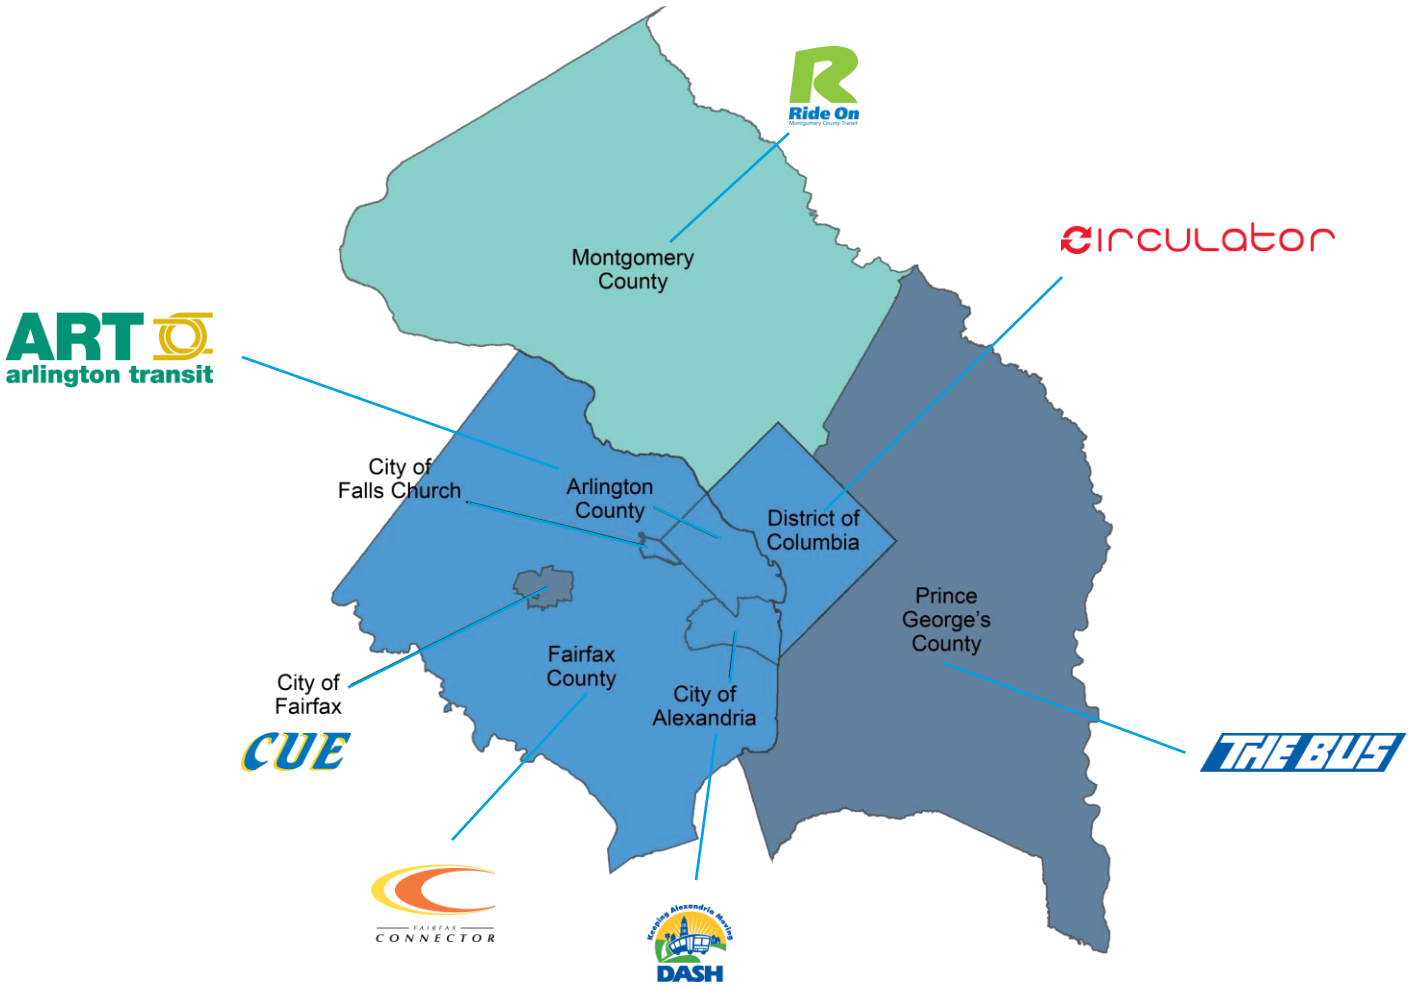 R
Ride On
Montgomery County Transit
Montgomery
County
circulator
ART
arlington transit
City of
Falls Church
Arlington
County
District of
Columbia
Prince
George's
County
City of
Fairfax
CUE
Fairfax
County
City of
Alexandria
THE BUS
FAIRFAX
CONNECTOR
Keeping Alexandria Moving
DASH